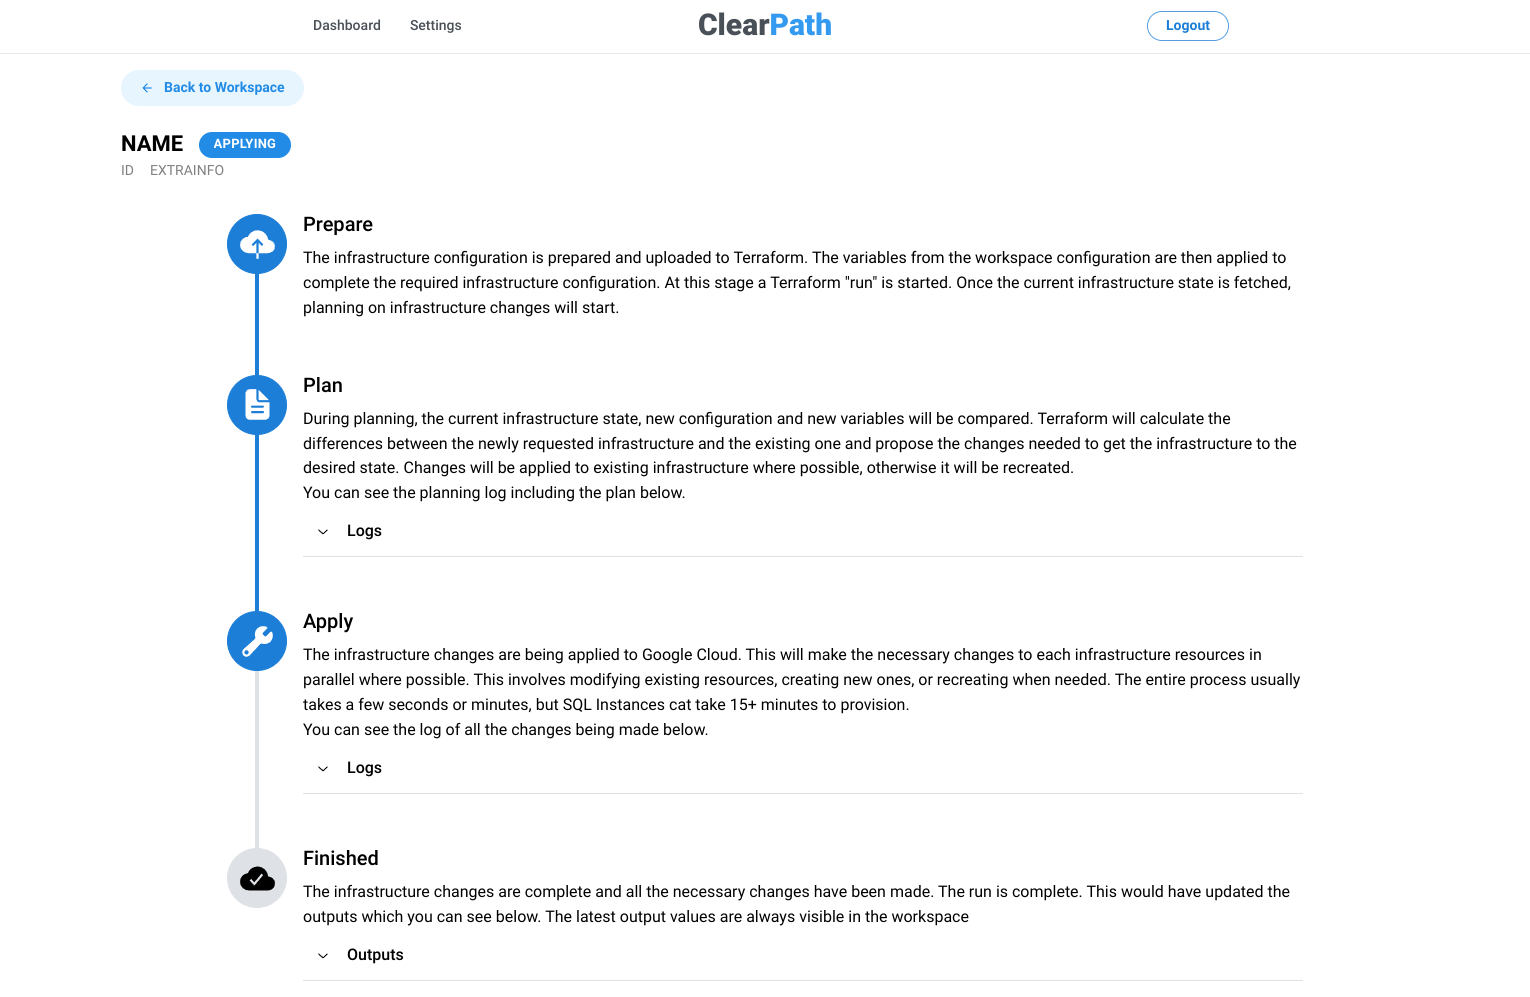 Dashboard Settings ClearPath Logout
Back to Workspace
NAME APPLYING
ID EXTRAINFO
Prepare
The infrastructure configuration is prepared and uploaded to Terraform. The variables from the workspace configuration are then applied to
complete the required infrastructure configuration. At this stage a Terraform "run" is started. Once the current infrastructure state is fetched,
planning on infrastructure changes will start.
Plan
During planning, the current infrastructure state, new configuration and new variables will be compared. Terraform will calculate the
differences between the newly requested infrastructure and the existing one and propose the changes needed to get the infrastructure to the
desired state. Changes will be applied to existing infrastructure where possible, otherwise it will be recreated.
You can see the planning log including the plan below.
Logs
Apply
The infrastructure changes are being applied to Google Cloud. This will make the necessary changes to each infrastructure resources in
parallel where possible. This involves modifying existing resources, creating new ones, or recreating when needed. The entire process usually
takes a few seconds or minutes, but SQL Instances cat take 15+ minutes to provision.
You can see the log of all the changes being made below.
Logs
Finished
The infrastructure changes are complete and all the necessary changes have been made. The run is complete. This would have updated the
outputs which you can see below. The latest output values are always visible in the workspace
Outputs